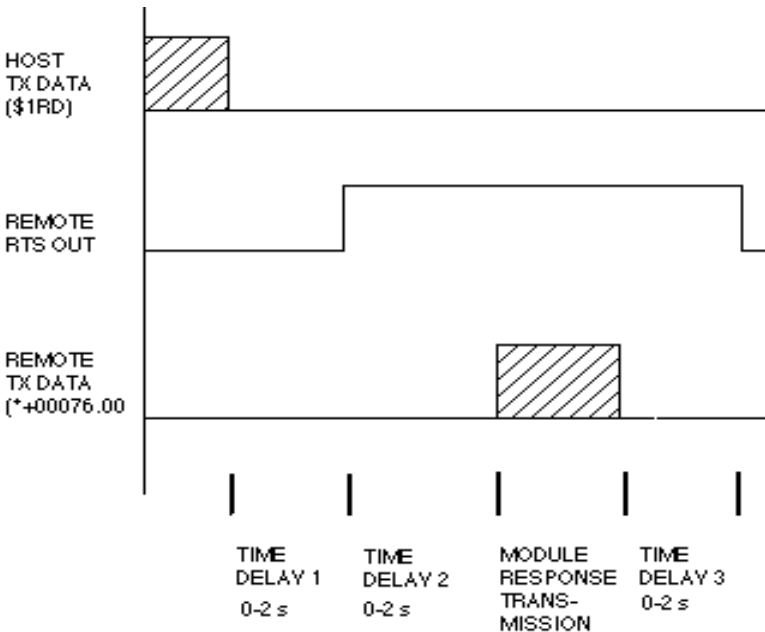 HOST
TX DATA
($1RD)
REMOTE
RTS OUT
REMOTE
TX DATA
(*+00076.00
TIME
DELAY 1
0-2 s
TIME
DELAY 2
0-2 s
MODULE
RESPONSE
TRANS-
MISSION
TIME
DELAY 3
0-2 s